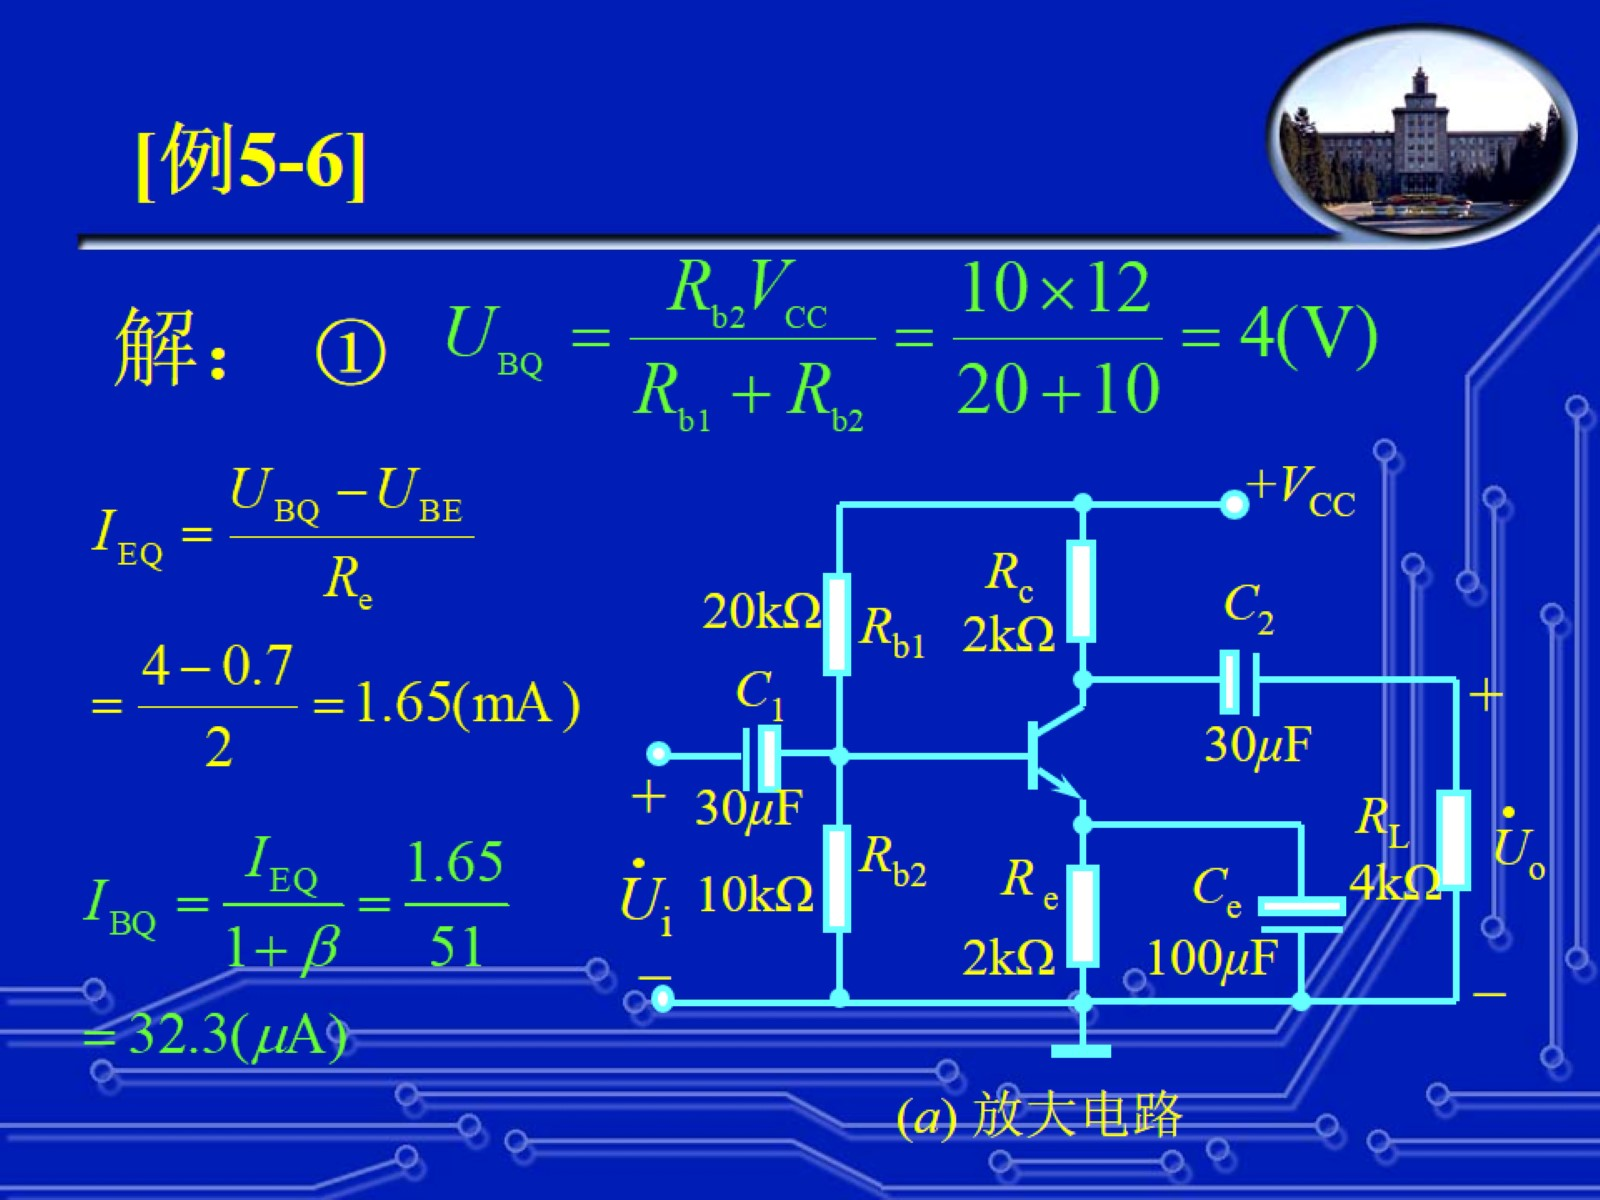 [例5-6]
解： ① U_BQ = R_b2 V_CC / (R_b1 + R_b2) = 10×12 / (20+10) = 4(V)
I_EQ = (U_BQ − U_BE) / R_e
= (4 − 0.7) / 2 = 1.65(mA)
I_BQ = I_EQ / (1+β) = 1.65 / 51
= 32.3(μA)
+V_CC
R_c
2kΩ
20kΩ
R_b1
C_2
30μF
C_1
30μF
+
+
R_b2
10kΩ
U̇_i
−
R_e
2kΩ
C_e
100μF
R_L
4kΩ
U̇_o
−
(a) 放大电路